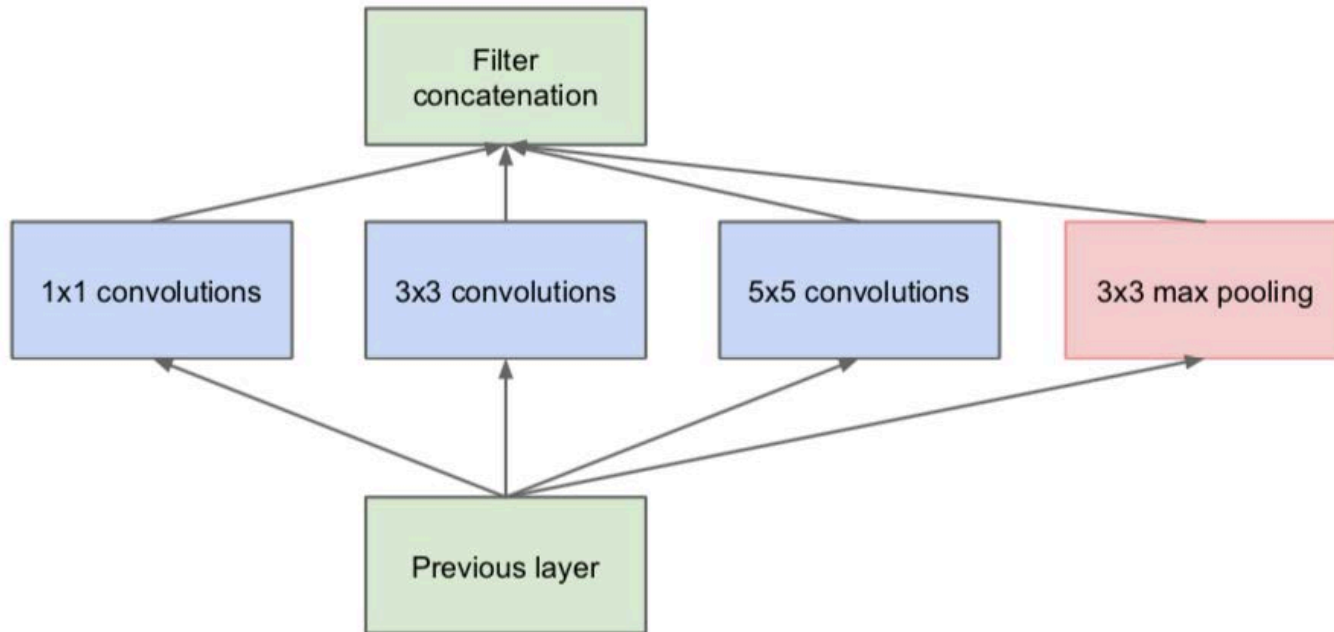 Filter
concatenation
1x1 convolutions
3x3 convolutions
5x5 convolutions
3x3 max pooling
Previous layer